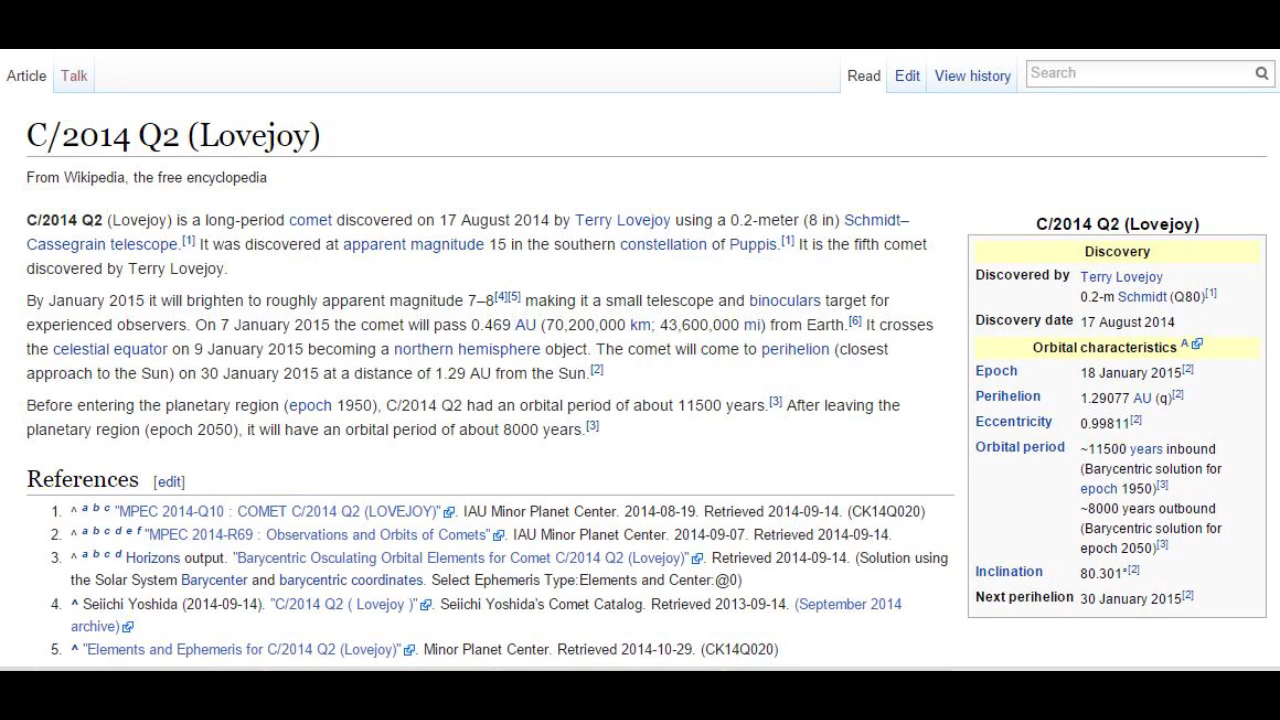 Article Talk Read Edit View history Search
C/2014 Q2 (Lovejoy)
From Wikipedia, the free encyclopedia
C/2014 Q2 (Lovejoy) is a long-period comet discovered on 17 August 2014 by Terry Lovejoy using a 0.2-meter (8 in) Schmidt–
Cassegrain telescope.[1] It was discovered at apparent magnitude 15 in the southern constellation of Puppis.[1] It is the fifth comet
discovered by Terry Lovejoy.
By January 2015 it will brighten to roughly apparent magnitude 7–8[4][5] making it a small telescope and binoculars target for
experienced observers. On 7 January 2015 the comet will pass 0.469 AU (70,200,000 km; 43,600,000 mi) from Earth.[6] It crosses
the celestial equator on 9 January 2015 becoming a northern hemisphere object. The comet will come to perihelion (closest
approach to the Sun) on 30 January 2015 at a distance of 1.29 AU from the Sun.[2]
Before entering the planetary region (epoch 1950), C/2014 Q2 had an orbital period of about 11500 years.[3] After leaving the
planetary region (epoch 2050), it will have an orbital period of about 8000 years.[3]
References [edit]
1. ^ a b c "MPEC 2014-Q10 : COMET C/2014 Q2 (LOVEJOY)". IAU Minor Planet Center. 2014-08-19. Retrieved 2014-09-14. (CK14Q020)
2. ^ a b c d e f "MPEC 2014-R69 : Observations and Orbits of Comets". IAU Minor Planet Center. 2014-09-07. Retrieved 2014-09-14.
3. ^ a b c d Horizons output. "Barycentric Osculating Orbital Elements for Comet C/2014 Q2 (Lovejoy)". Retrieved 2014-09-14. (Solution using
the Solar System Barycenter and barycentric coordinates. Select Ephemeris Type:Elements and Center:@0)
4. ^ Seiichi Yoshida (2014-09-14). "C/2014 Q2 ( Lovejoy )". Seiichi Yoshida's Comet Catalog. Retrieved 2013-09-14. (September 2014
archive)
5. ^ "Elements and Ephemeris for C/2014 Q2 (Lovejoy)". Minor Planet Center. Retrieved 2014-10-29. (CK14Q020)
C/2014 Q2 (Lovejoy)
Discovery
Discovered by Terry Lovejoy
0.2-m Schmidt (Q80)[1]
Discovery date 17 August 2014
Orbital characteristics A
Epoch 18 January 2015[2]
Perihelion 1.29077 AU (q)[2]
Eccentricity 0.99811[2]
Orbital period ~11500 years inbound
(Barycentric solution for
epoch 1950)[3]
~8000 years outbound
(Barycentric solution for
epoch 2050)[3]
Inclination 80.301°[2]
Next perihelion 30 January 2015[2]